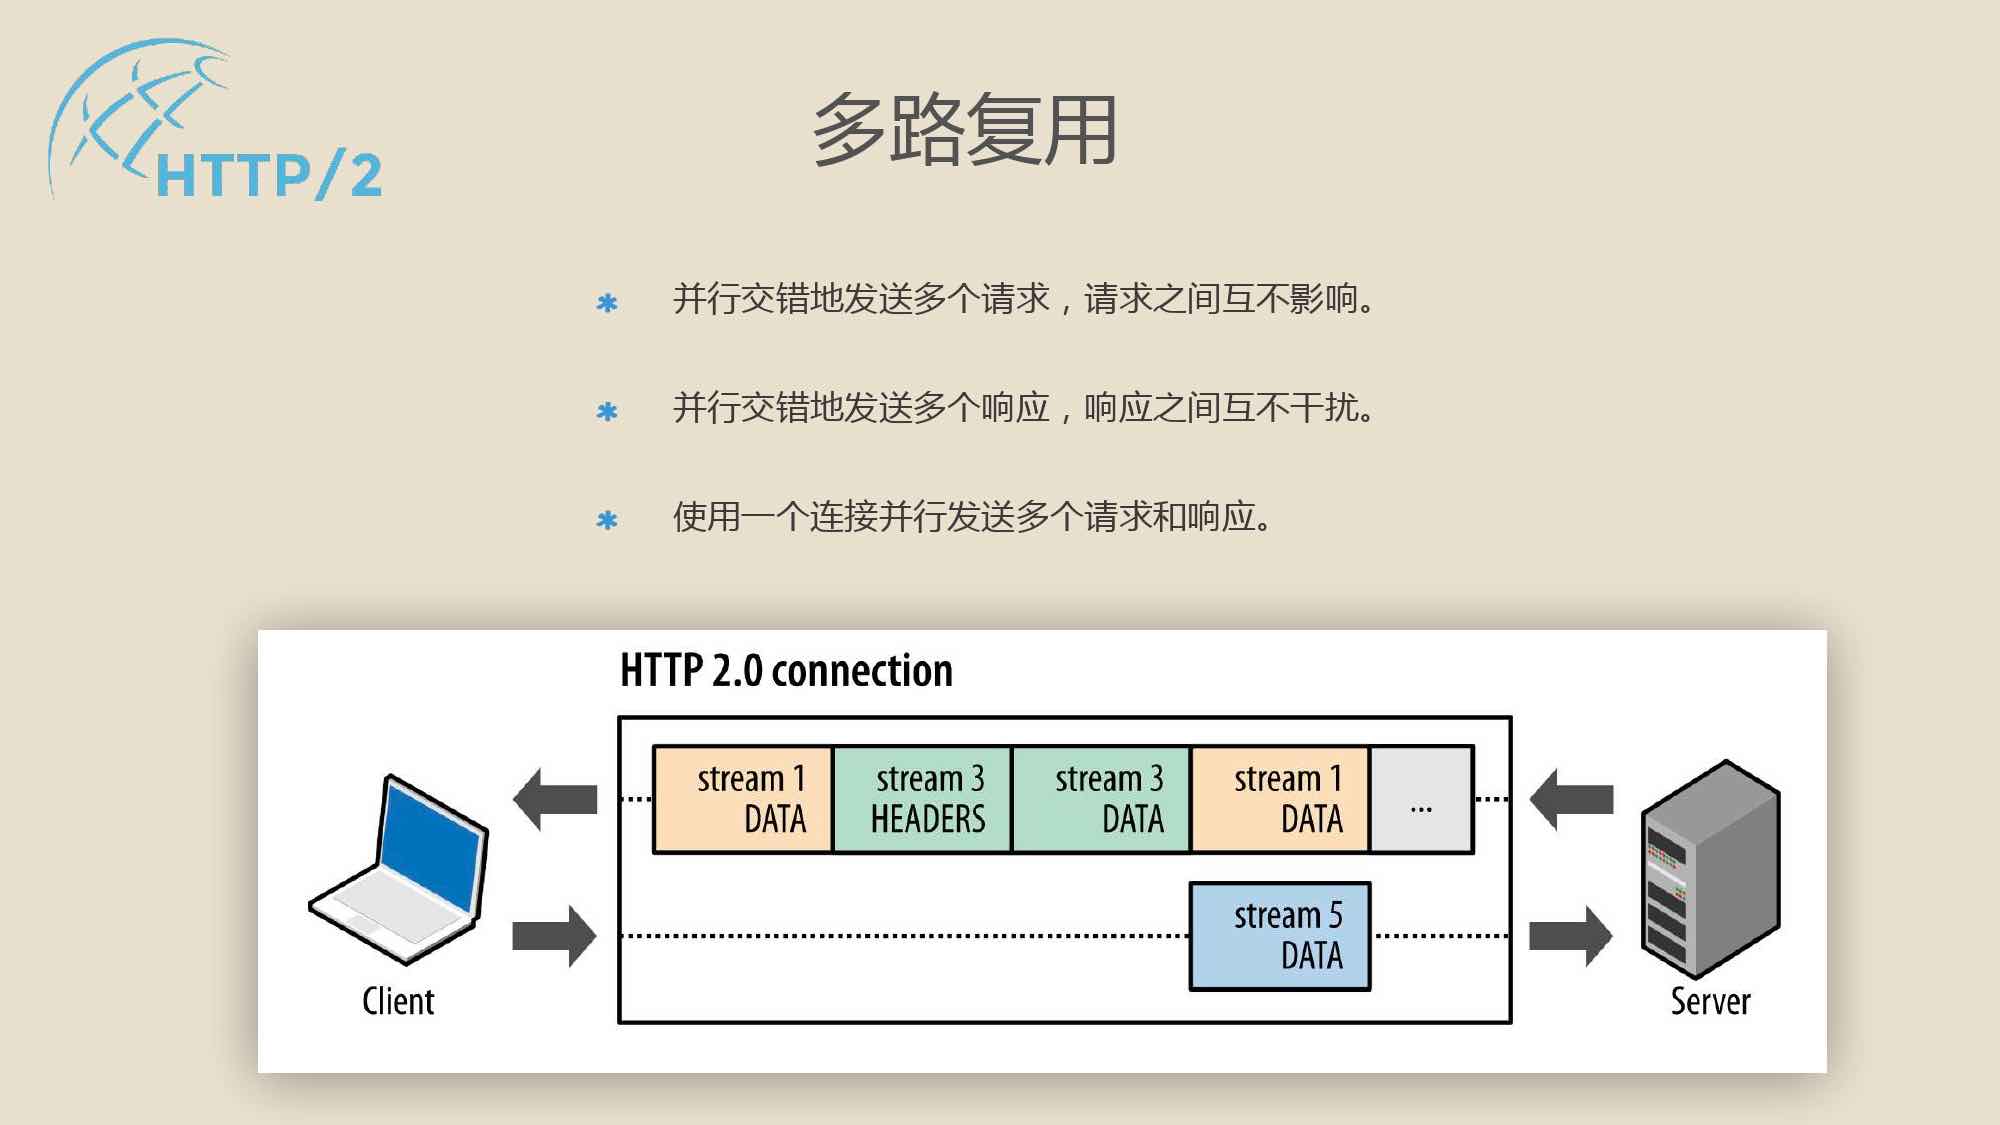 HTTP/2
多路复用
✱ 并行交错地发送多个请求，请求之间互不影响。
✱ 并行交错地发送多个响应，响应之间互不干扰。
✱ 使用一个连接并行发送多个请求和响应。
HTTP 2.0 connection
stream 1
DATA
stream 3
HEADERS
stream 3
DATA
stream 1
DATA
...
stream 5
DATA
Client
Server